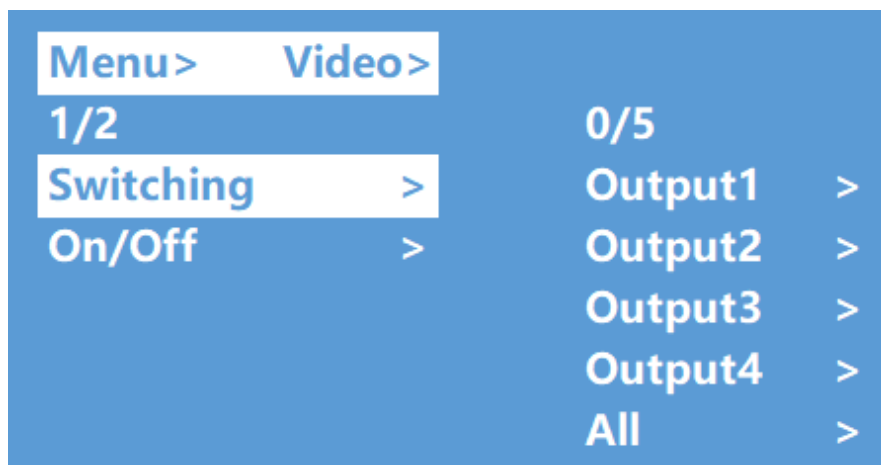 Menu> Video>
1/2 0/5
Switching > Output1 >
On/Off > Output2 >
Output3 >
Output4 >
All >